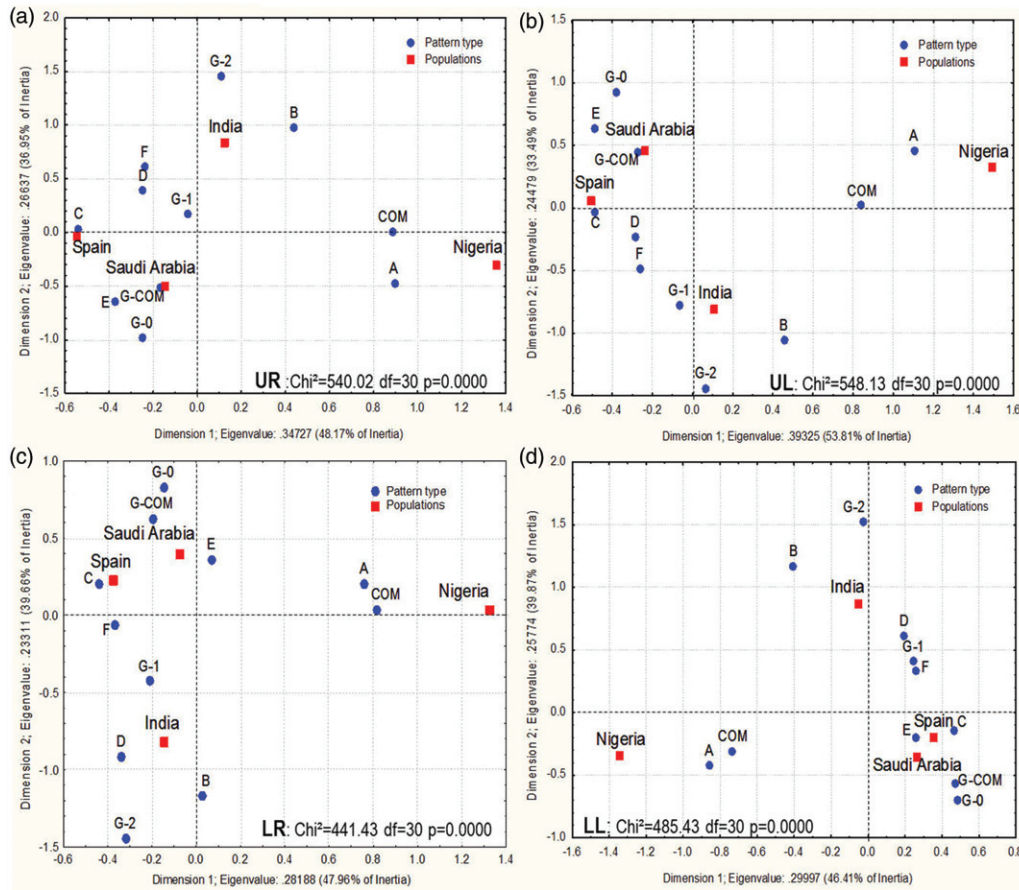 (a)
2.0
1.5
1.0
0.5
0.0
-0.5
-1.0
-1.5
Dimension 2; Eigenvalue: .26637 (36.95% of Inertia)
Pattern type
Populations
G-2
B
India
F
D
G-1
C
COM
Spain
Nigeria
Saudi Arabia
A
E
G-COM
G-0
UR :Chi²=540.02 df=30 p=0.0000
-0.6 -0.4 -0.2 0.0 0.2 0.4 0.6 0.8 1.0 1.2 1.4
Dimension 1; Eigenvalue: .34727 (48.17% of Inertia)
(b)
1.5
1.0
0.5
0.0
-0.5
-1.0
-1.5
Dimension 2; Eigenvalue: .24479 (33.49% of Inertia)
Pattern type
Populations
G-0
E
Saudi Arabia
A
G-COM
Nigeria
Spain
COM
C
D
F
G-1
India
B
G-2
UL :Chi²=548.13 df=30 p=0.0000
-0.6 -0.4 -0.2 0.0 0.2 0.4 0.6 0.8 1.0 1.2 1.4 1.6
Dimension 1; Eigenvalue: .39325 (53.81% of Inertia)
(c)
1.0
0.5
0.0
-0.5
-1.0
-1.5
Dimension 2; Eigenvalue: .23311 (39.66% of Inertia)
Pattern type
Populations
G-0
G-COM
Saudi Arabia
E
Spain
C
A
COM
Nigeria
F
G-1
India
D
B
G-2
LR: Chi²=441.43 df=30 p=0.0000
-0.6 -0.4 -0.2 0.0 0.2 0.4 0.6 0.8 1.0 1.2 1.4
Dimension 1; Eigenvalue: .28188 (47.96% of Inertia)
(d)
2.0
1.5
1.0
0.5
0.0
-0.5
-1.0
Dimension 2; Eigenvalue: .25774 (39.87% of Inertia)
Pattern type
Populations
G-2
B
India
D
G-1
F
Spain C
E
Nigeria
COM
A
Saudi Arabia
G-COM
G-0
LL: Chi²=485.43 df=30 p=0.0000
-1.6 -1.4 -1.2 -1.0 -0.8 -0.6 -0.4 -0.2 0.0 0.2 0.4 0.6 0.8
Dimension 1; Eigenvalue: .29997 (46.41% of Inertia)